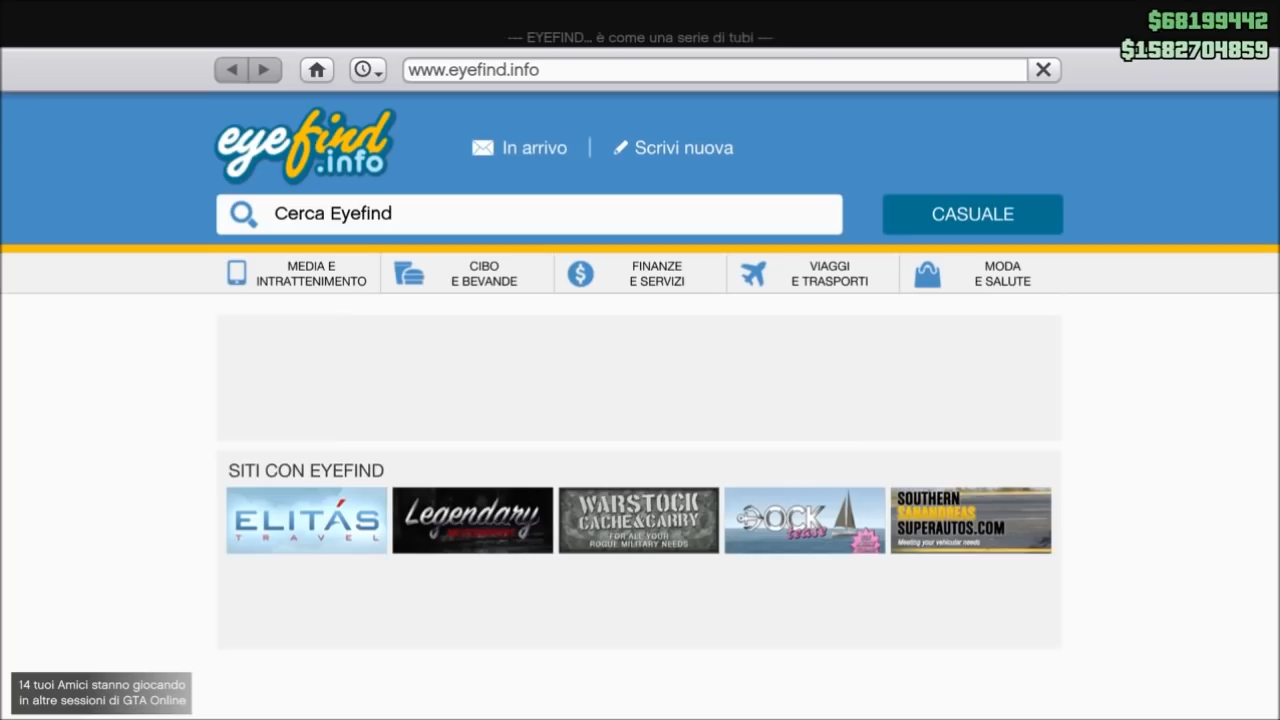 $68199442
--- EYEFIND... è come una serie di tubi ---
$1582704859
www.eyefind.info
eyefind
.info
In arrivo
Scrivi nuova
Cerca Eyefind
CASUALE
MEDIA E
INTRATTENIMENTO
CIBO
E BEVANDE
FINANZE
E SERVIZI
VIAGGI
E TRASPORTI
MODA
E SALUTE
SITI CON EYEFIND
ELITÁS
TRAVEL
Legendary
WARSTOCK
CACHE&CARRY
FOR ALL YOUR
ROGUE MILITARY NEEDS
DOCK
tease
SOUTHERN
SANANDREAS
SUPERAUTOS.COM
Meeting your vehicular needs
14 tuoi Amici stanno giocando
in altre sessioni di GTA Online